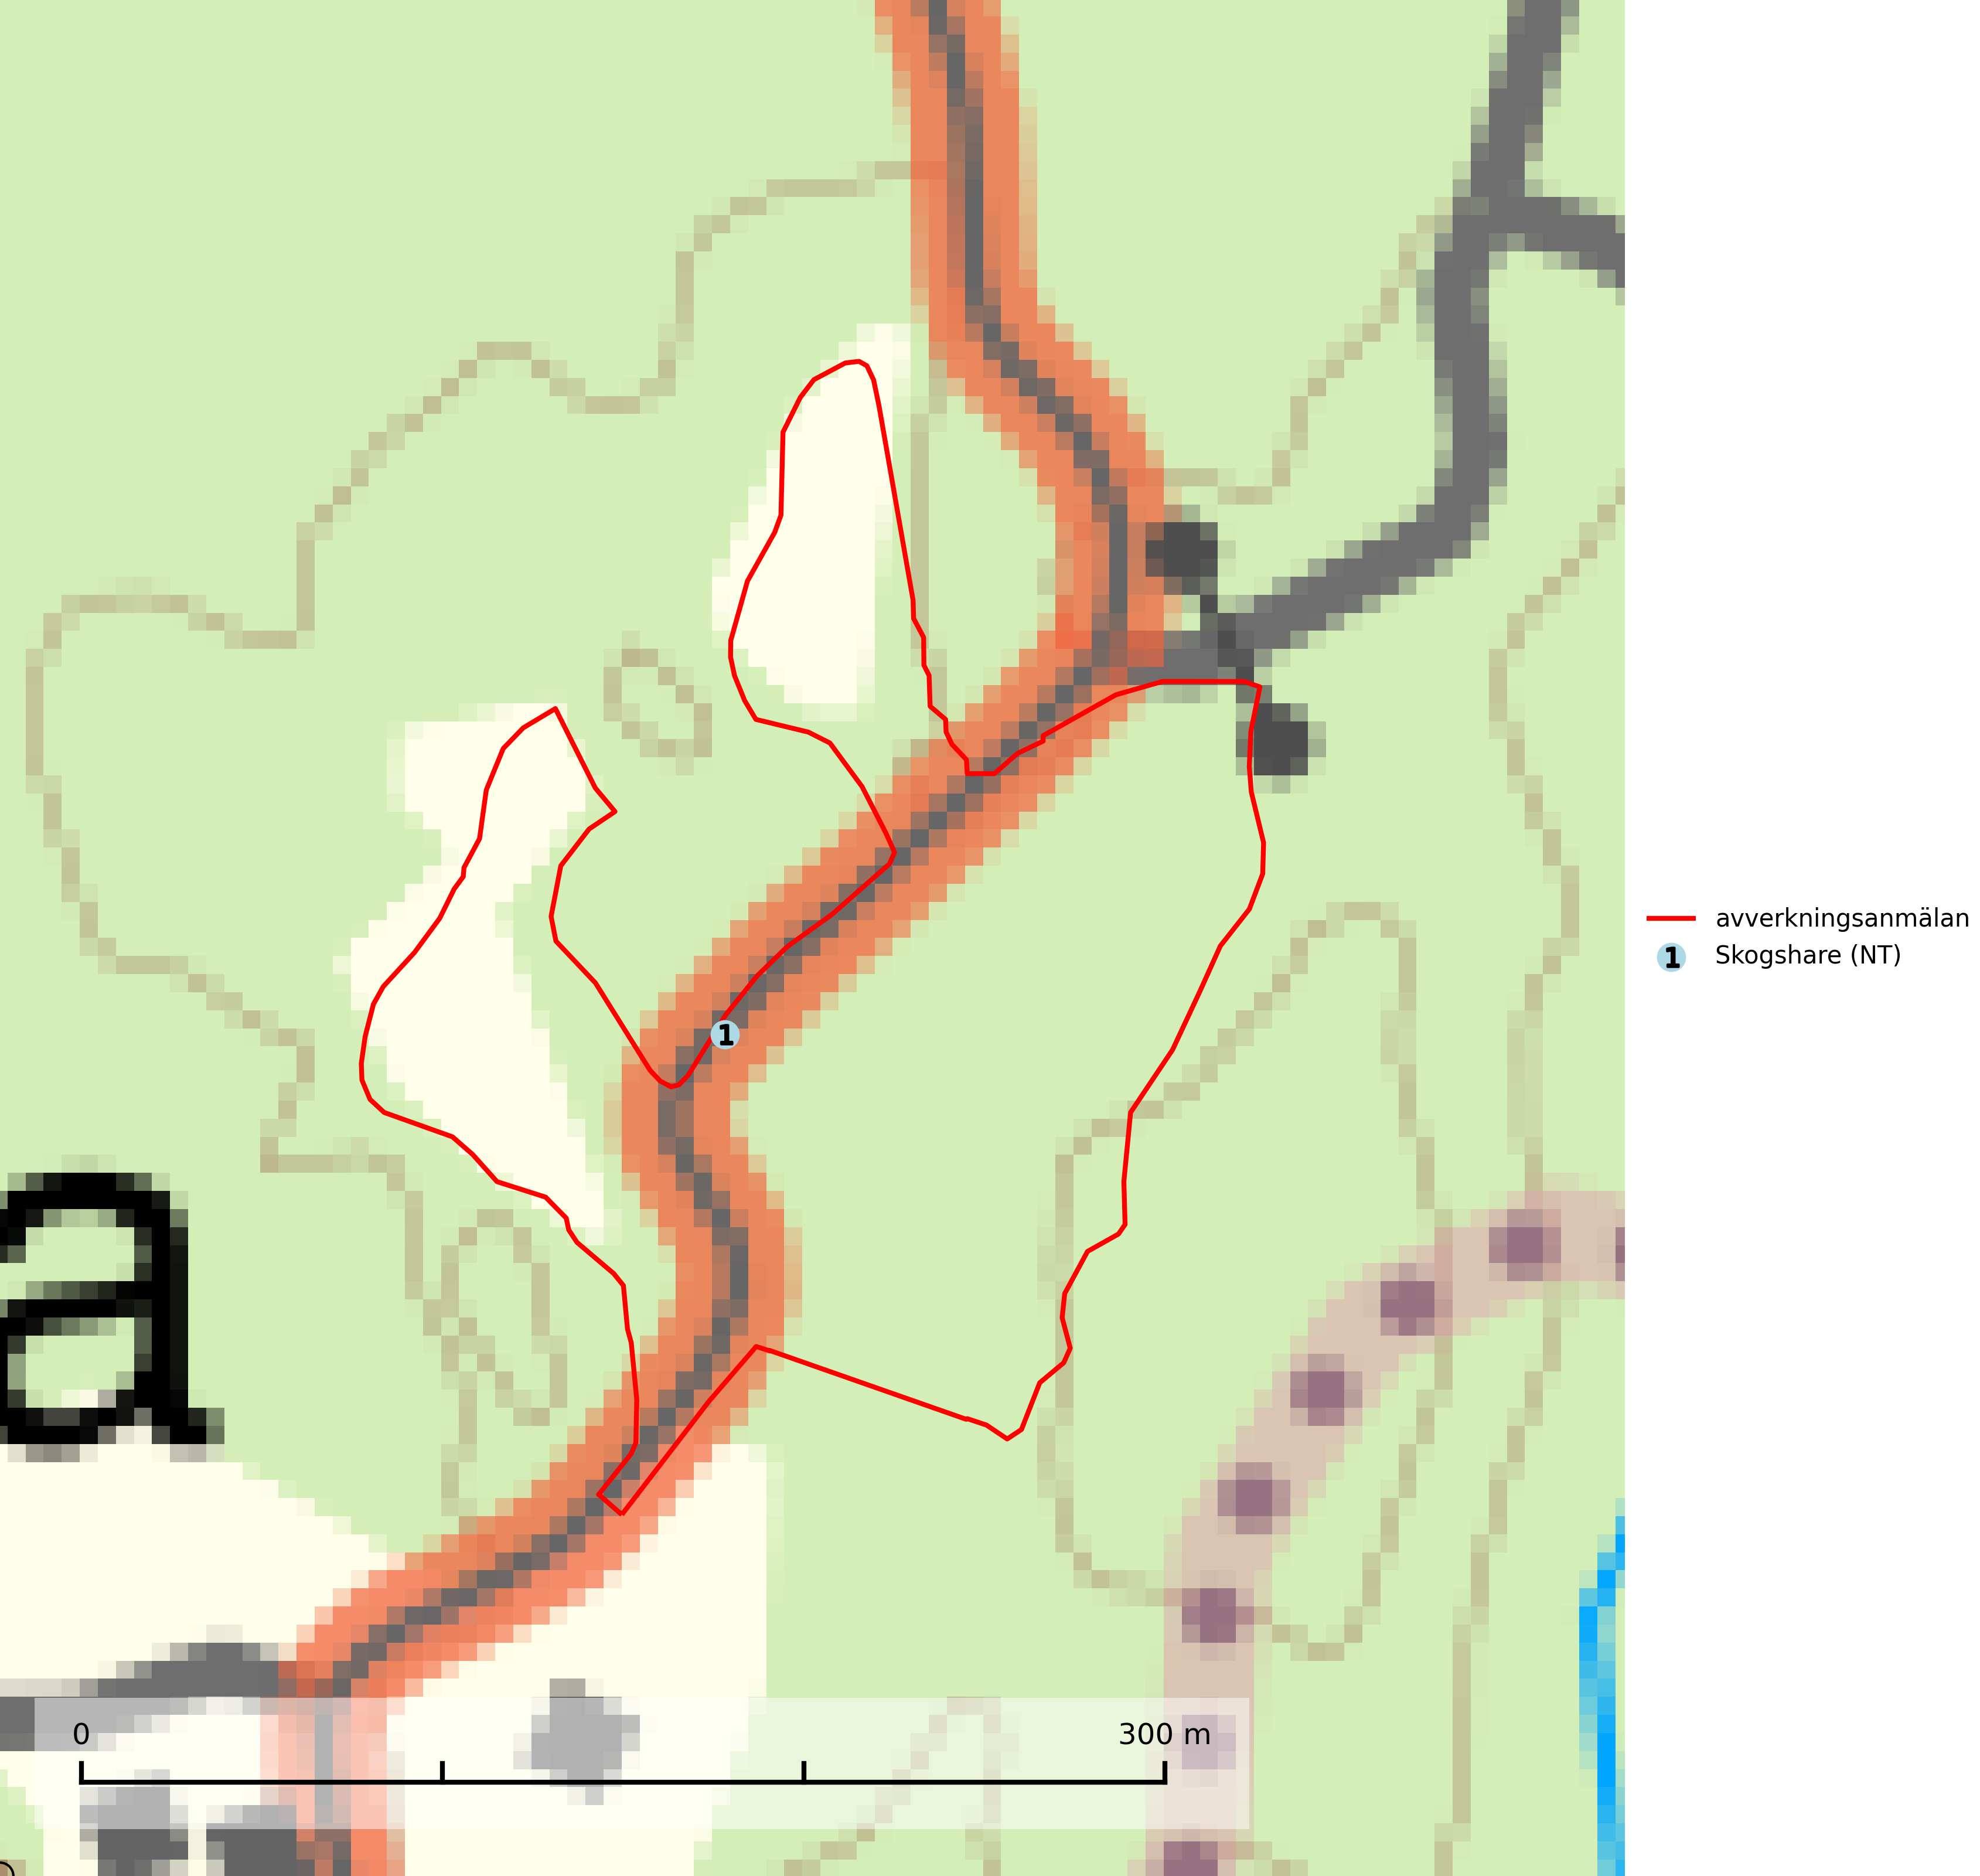 avverkningsanmälan
1 Skogshare (NT)
1
a
0 300 m